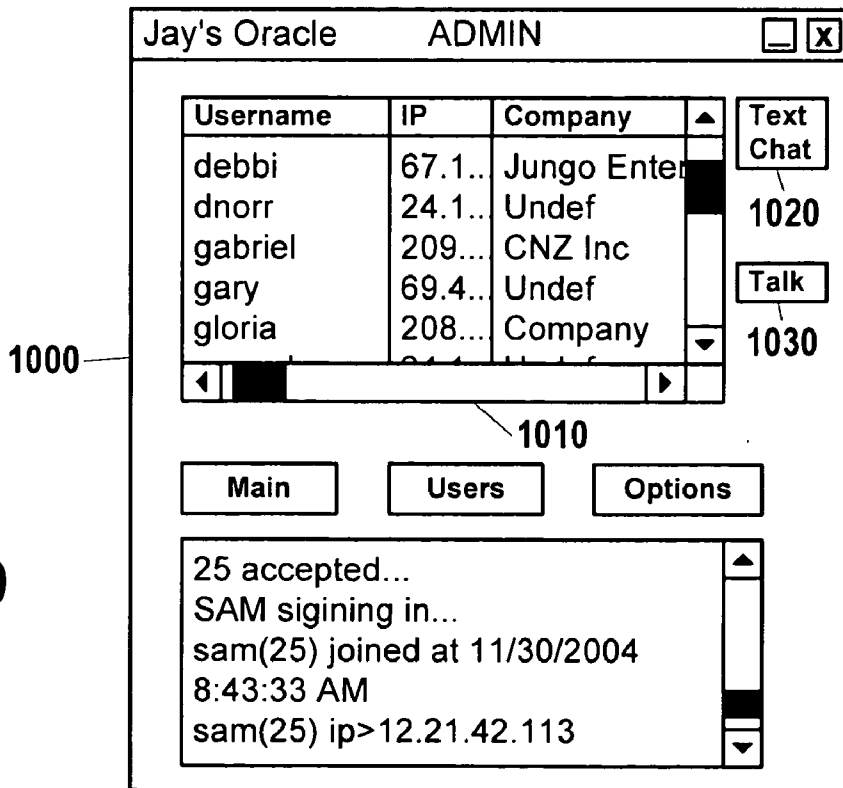 Jay's Oracle ADMIN _ X
Username IP Company
debbi 67.1... Jungo Enter
dnorr 24.1... Undef
gabriel 209... CNZ Inc
gary 69.4... Undef
gloria 208... Company
Text
Chat
1020
Talk
1030
1000
1010
Main Users Options
25 accepted...
SAM sigining in...
sam(25) joined at 11/30/2004
8:43:33 AM
sam(25) ip>12.21.42.113